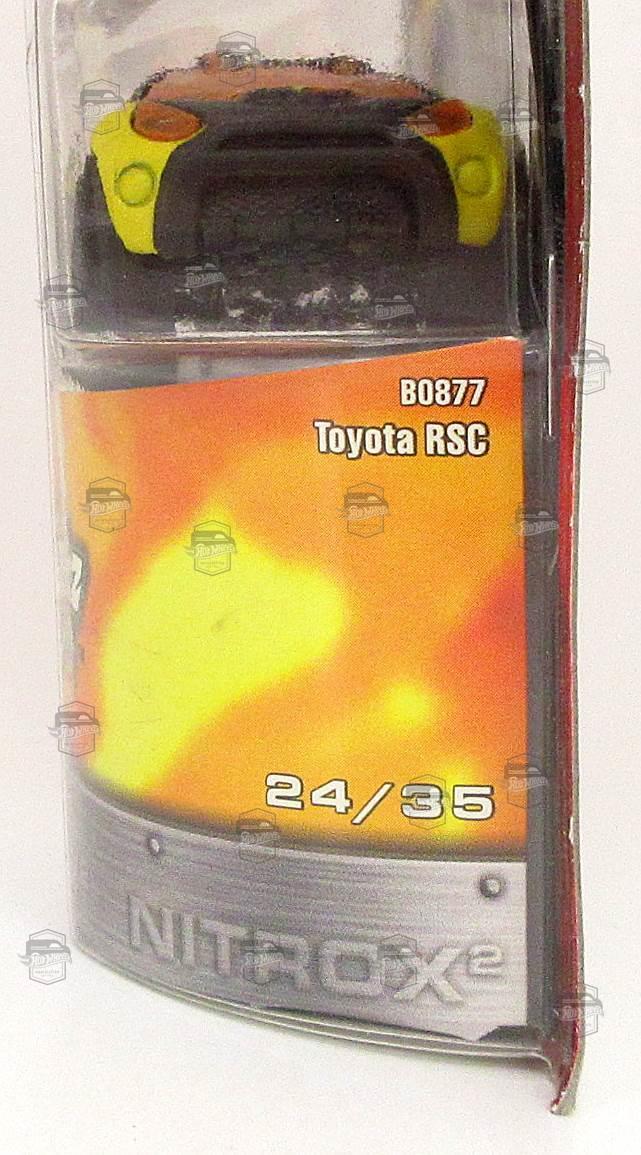 B0877
Toyota RSC
24/35
NITROX²